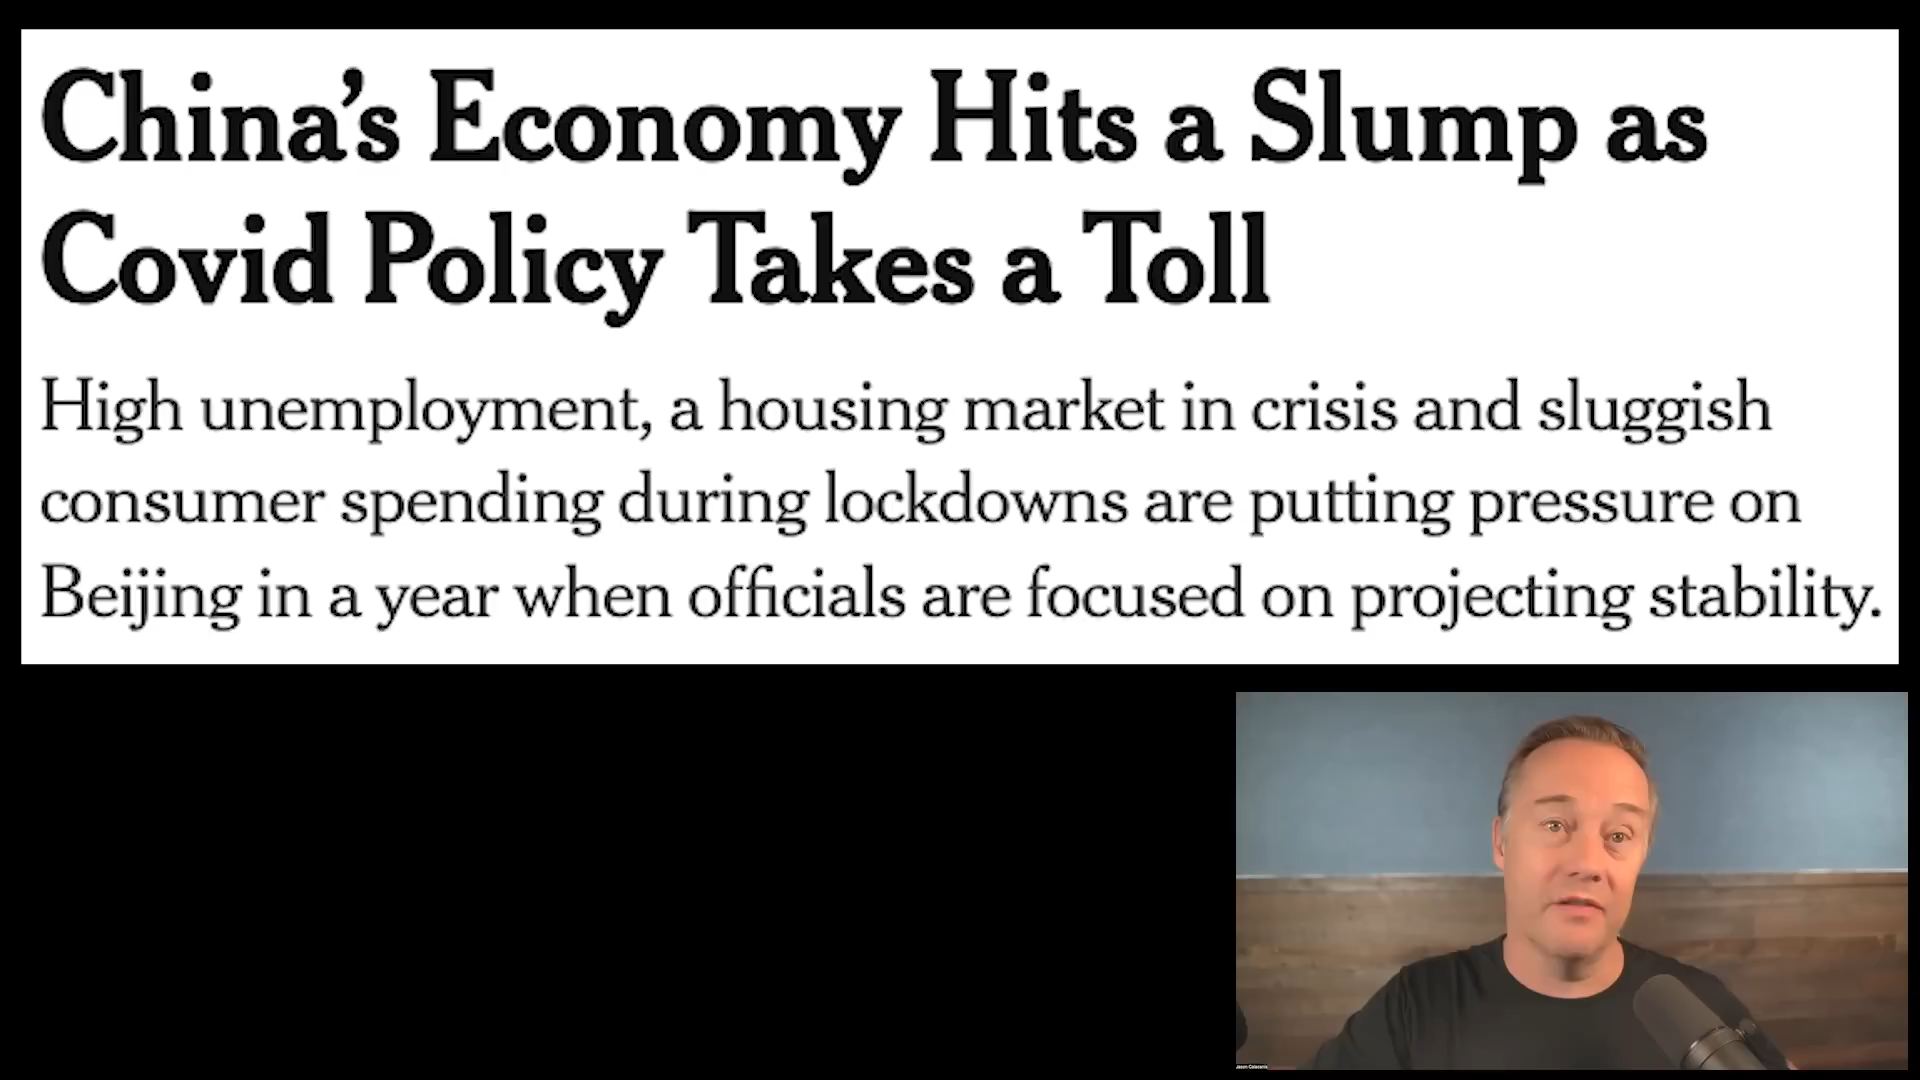 China’s Economy Hits a Slump as
Covid Policy Takes a Toll
High unemployment, a housing market in crisis and sluggish
consumer spending during lockdowns are putting pressure on
Beijing in a year when officials are focused on projecting stability.